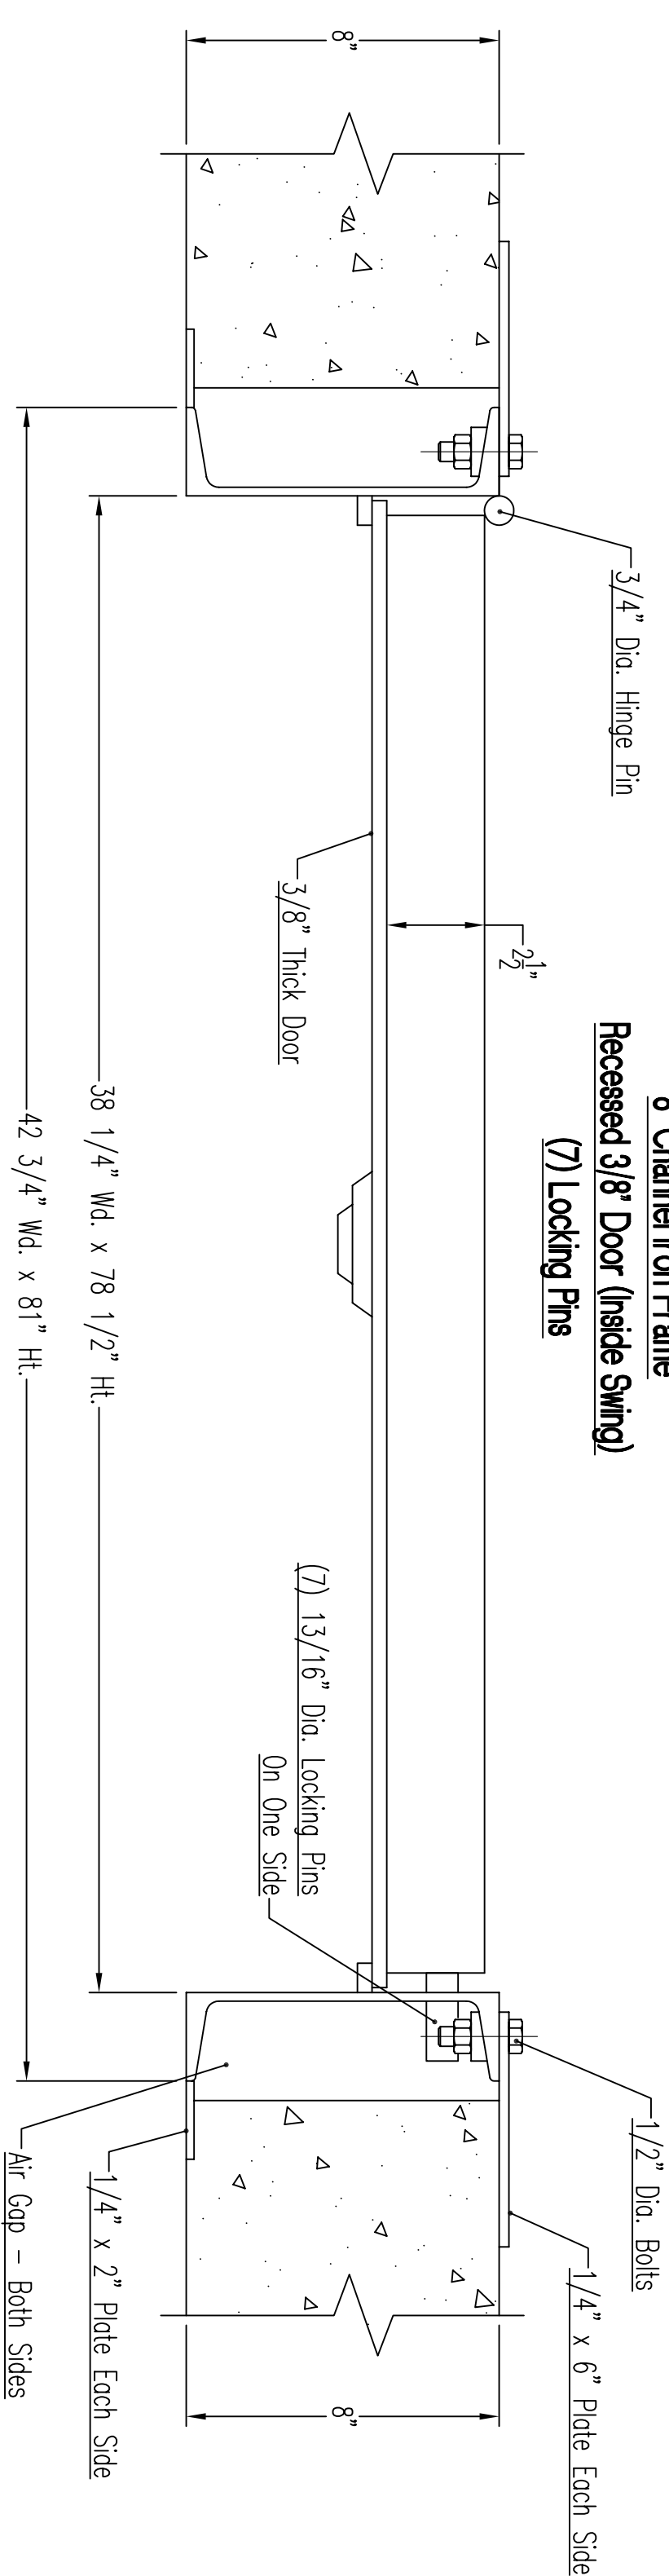 Channel Iron Frame
Recessed 3/8" Door (Inside Swing)
(7) Locking Pins
1/2" Dia. Bolts
1/4" x 6" Plate Each Side
3/4" Dia. Hinge Pin
2 1/2"
8"
8"
3/8" Thick Door
(7) 13/16" Dia. Locking Pins
On One Side
38 1/4" Wd. x 78 1/2" Ht.
1/4" x 2" Plate Each Side
42 3/4" Wd. x 81" Ht.
Air Gap – Both Sides